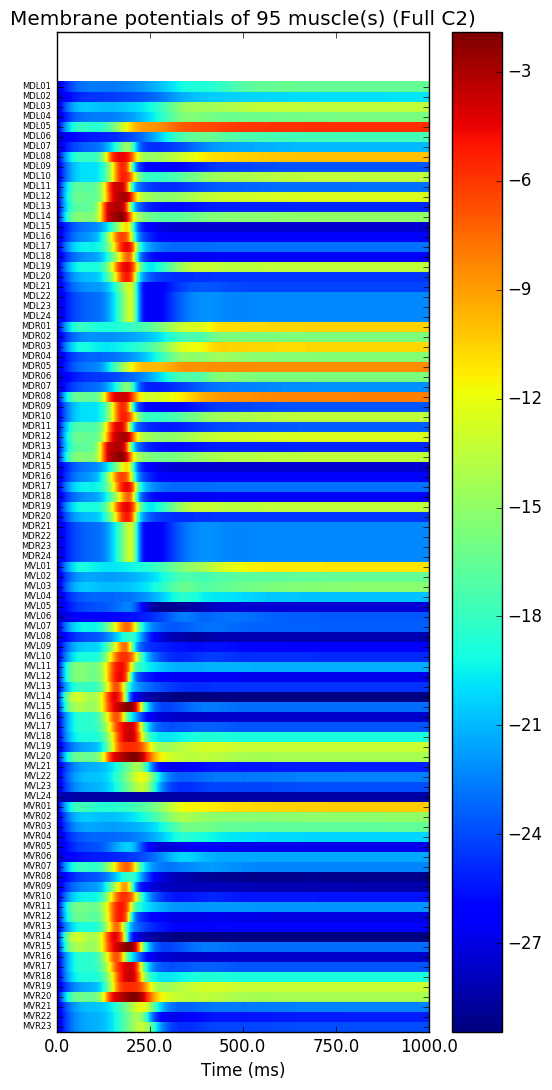 Membrane potentials of 95 muscle(s) (Full C2)
MDL01
MDL02
MDL03
MDL04
MDL05
MDL06
MDL07
MDL08
MDL09
MDL10
MDL11
MDL12
MDL13
MDL14
MDL15
MDL16
MDL17
MDL18
MDL19
MDL20
MDL21
MDL22
MDL23
MDL24
MDR01
MDR02
MDR03
MDR04
MDR05
MDR06
MDR07
MDR08
MDR09
MDR10
MDR11
MDR12
MDR13
MDR14
MDR15
MDR16
MDR17
MDR18
MDR19
MDR20
MDR21
MDR22
MDR23
MDR24
MVL01
MVL02
MVL03
MVL04
MVL05
MVL06
MVL07
MVL08
MVL09
MVL10
MVL11
MVL12
MVL13
MVL14
MVL15
MVL16
MVL17
MVL18
MVL19
MVL20
MVL21
MVL22
MVL23
MVL24
MVR01
MVR02
MVR03
MVR04
MVR05
MVR06
MVR07
MVR08
MVR09
MVR10
MVR11
MVR12
MVR13
MVR14
MVR15
MVR16
MVR17
MVR18
MVR19
MVR20
MVR21
MVR22
MVR23
0.0 250.0 500.0 750.0 1000.0
Time (ms)
−3
−6
−9
−12
−15
−18
−21
−24
−27